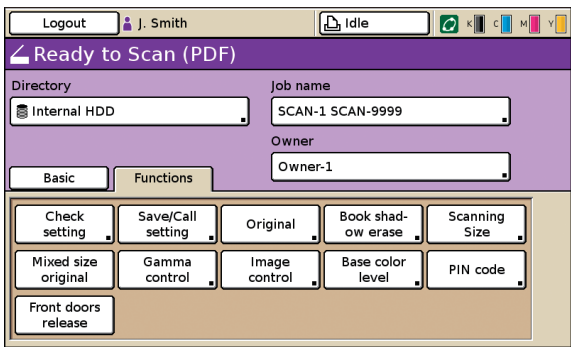 Logout
J. Smith
Idle
K C M Y
Ready to Scan (PDF)
Directory
Job name
Internal HDD
SCAN-1 SCAN-9999
Owner
Owner-1
Basic
Functions
Check
setting
Save/Call
setting
Original
Book shad-
ow erase
Scanning
Size
Mixed size
original
Gamma
control
Image
control
Base color
level
PIN code
Front doors
release